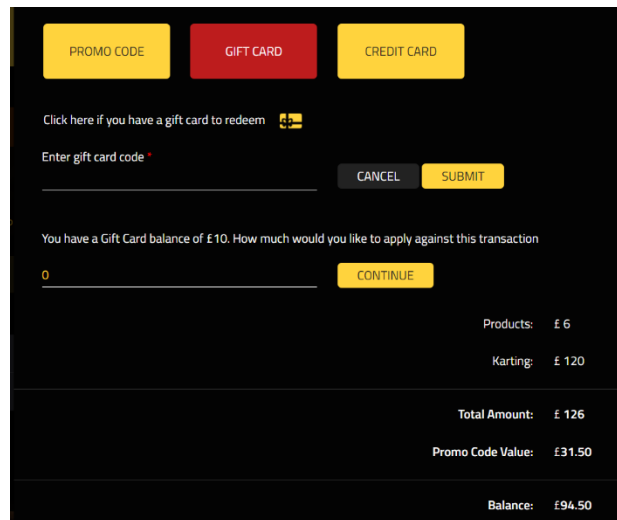 PROMO CODE GIFT CARD CREDIT CARD
Click here if you have a gift card to redeem
Enter gift card code *
CANCEL SUBMIT
You have a Gift Card balance of £10. How much would you like to apply against this transaction
0 CONTINUE
Products: £ 6
Karting: £ 120
Total Amount: £ 126
Promo Code Value: £31.50
Balance: £94.50